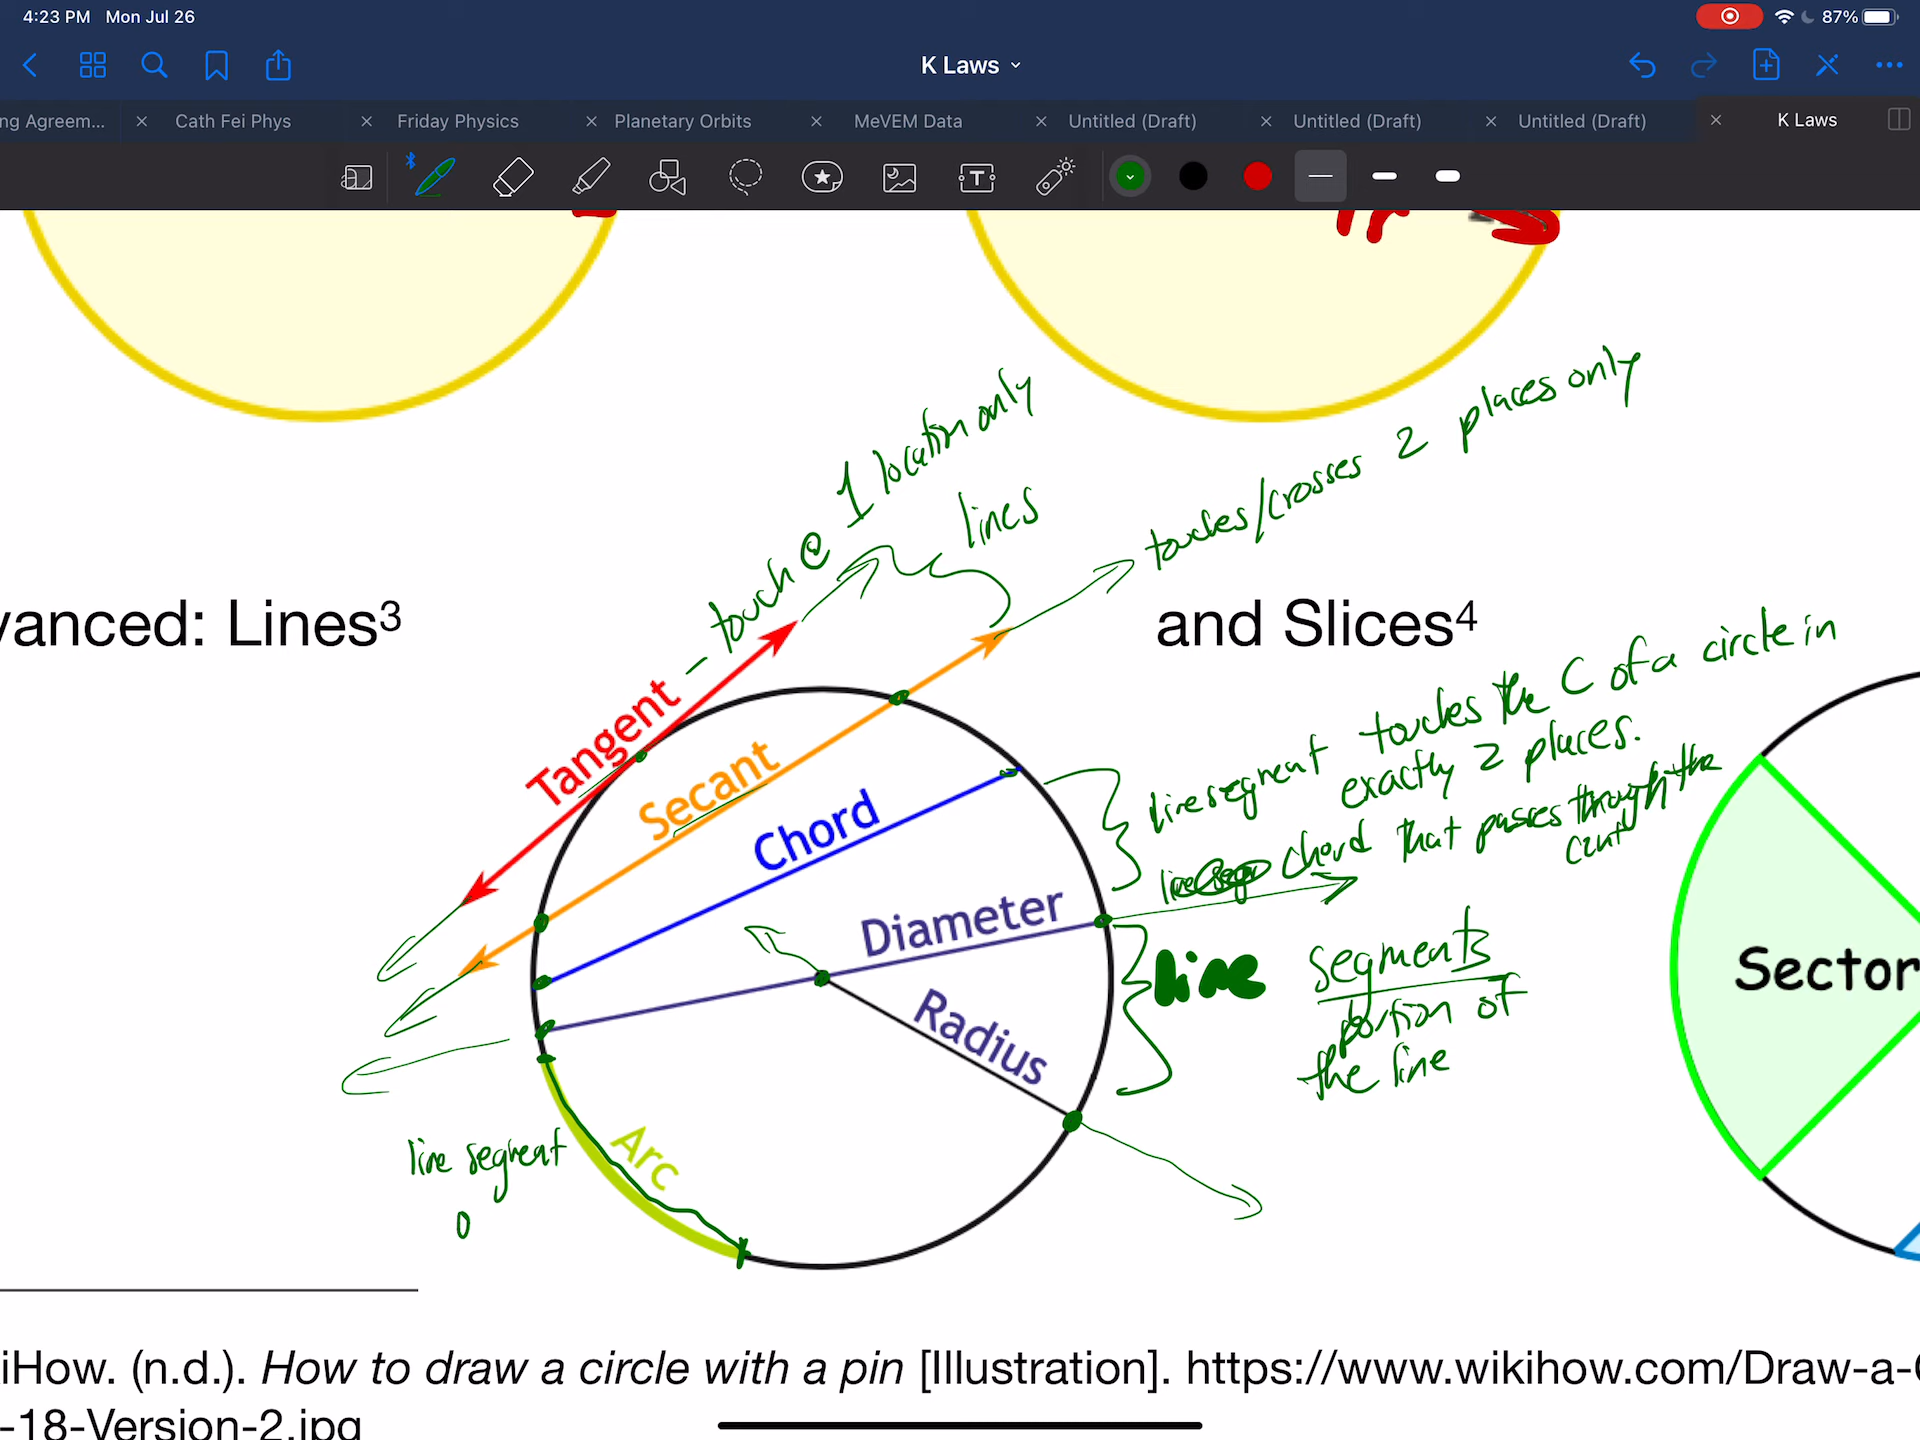 4:23 PM Mon Jul 26
87%
K Laws
ng Agreem...
Cath Fei Phys
Friday Physics
Planetary Orbits
MeVEM Data
Untitled (Draft)
Untitled (Draft)
Untitled (Draft)
K Laws
touches/crosses 2 places only
- touch @ 1 location only
lines
vanced: Lines³
and Slices⁴
line segment touches the C of a circle in
exactly 2 places.
Tangent
Secant
Chord
chord that passes through the
Diameter
line segments
portion of
the line
Radius
Sector
line segment
Arc
iHow. (n.d.). How to draw a circle with a pin [Illustration]. https://www.wikihow.com/Draw-a-
-18-Version-2.jpg